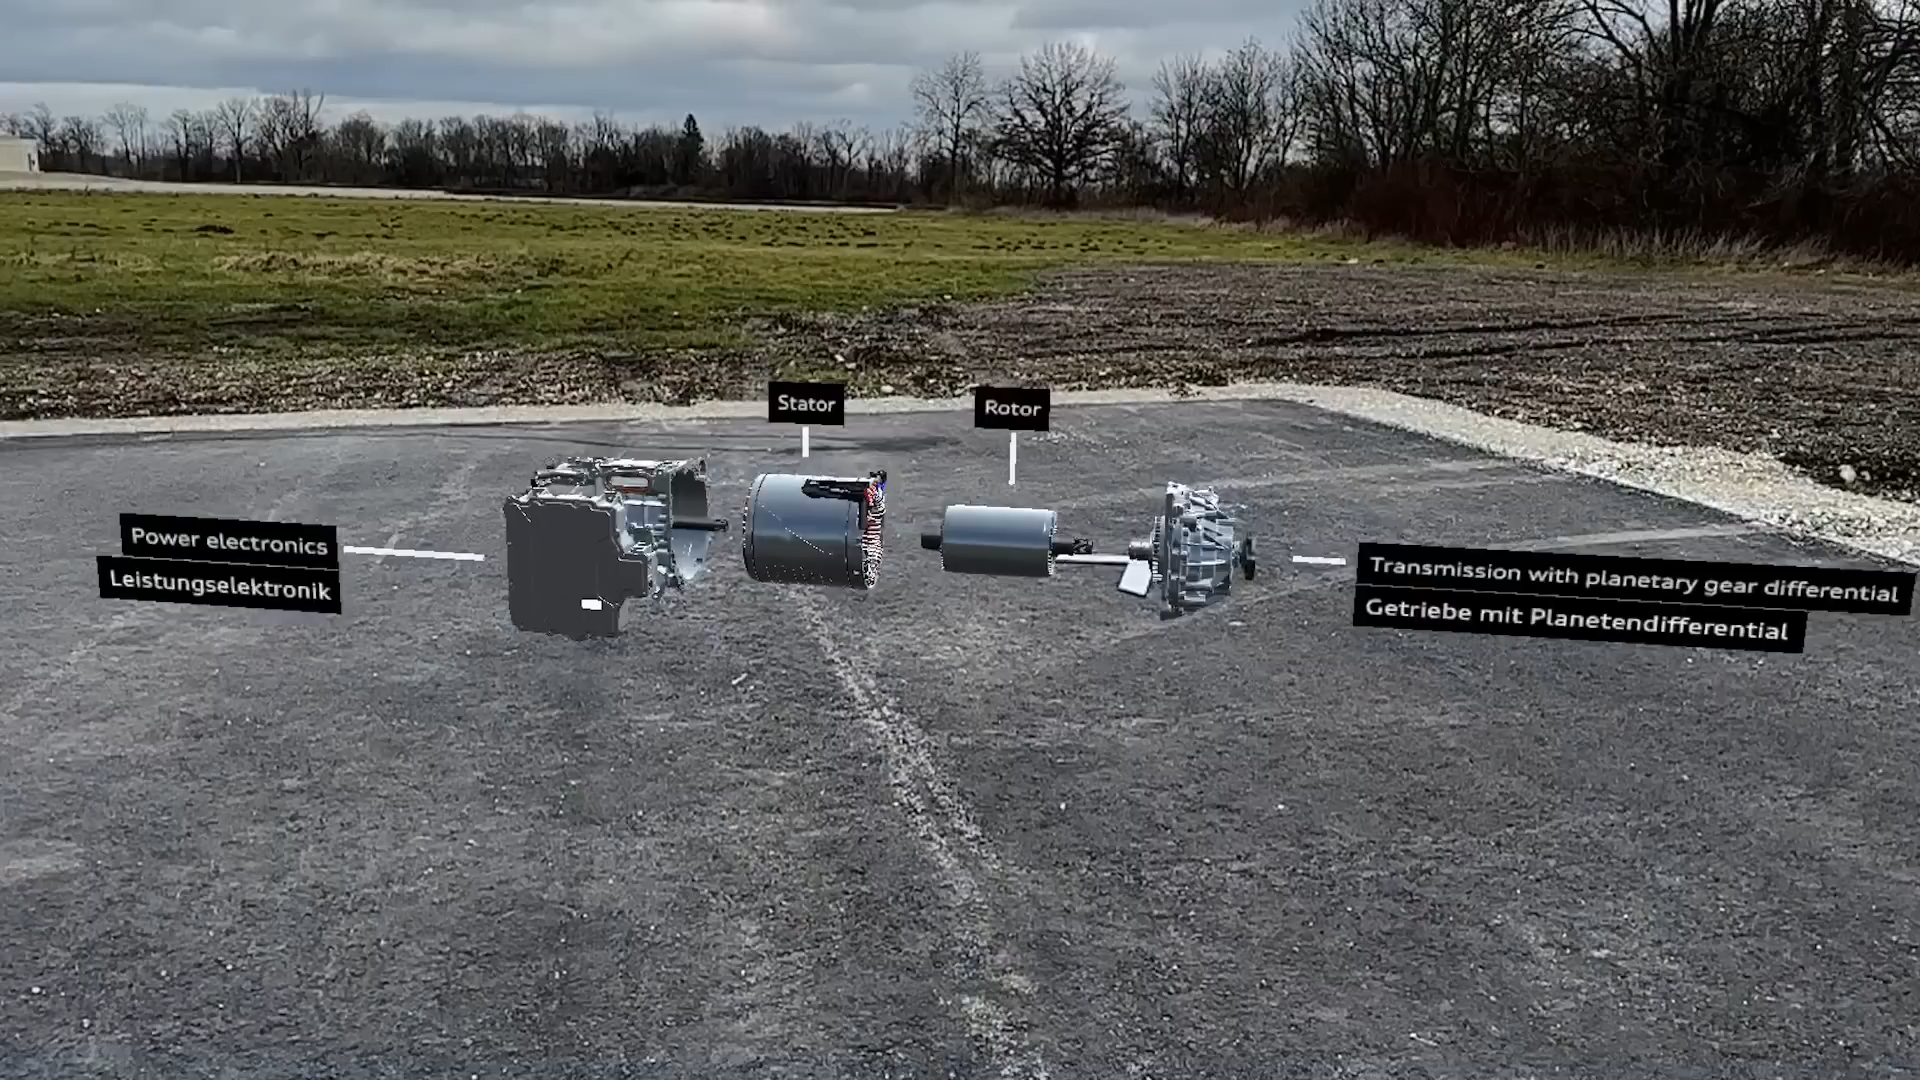 Stator
Rotor
Power electronics
Leistungselektronik
Transmission with planetary gear differential
Getriebe mit Planetendifferential